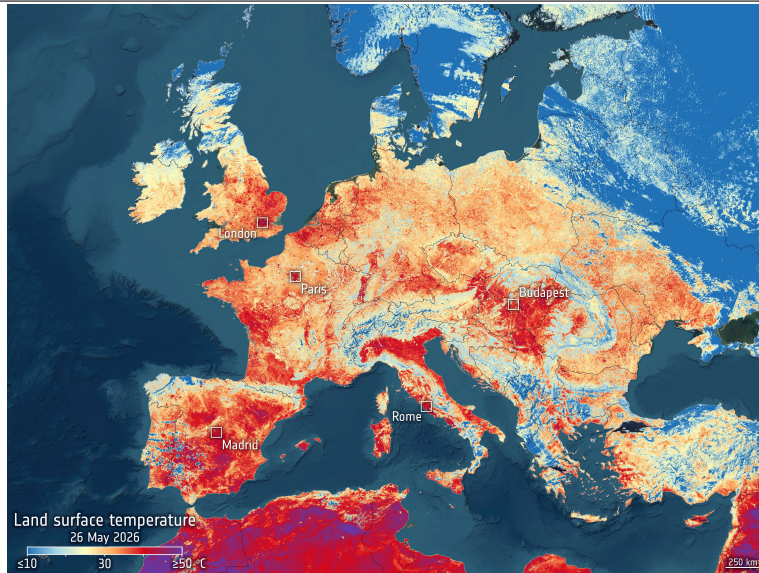 London
Paris
Budapest
Rome
Madrid
Land surface temperature
26 May 2026
≤10 30 ≥50 °C
250 km